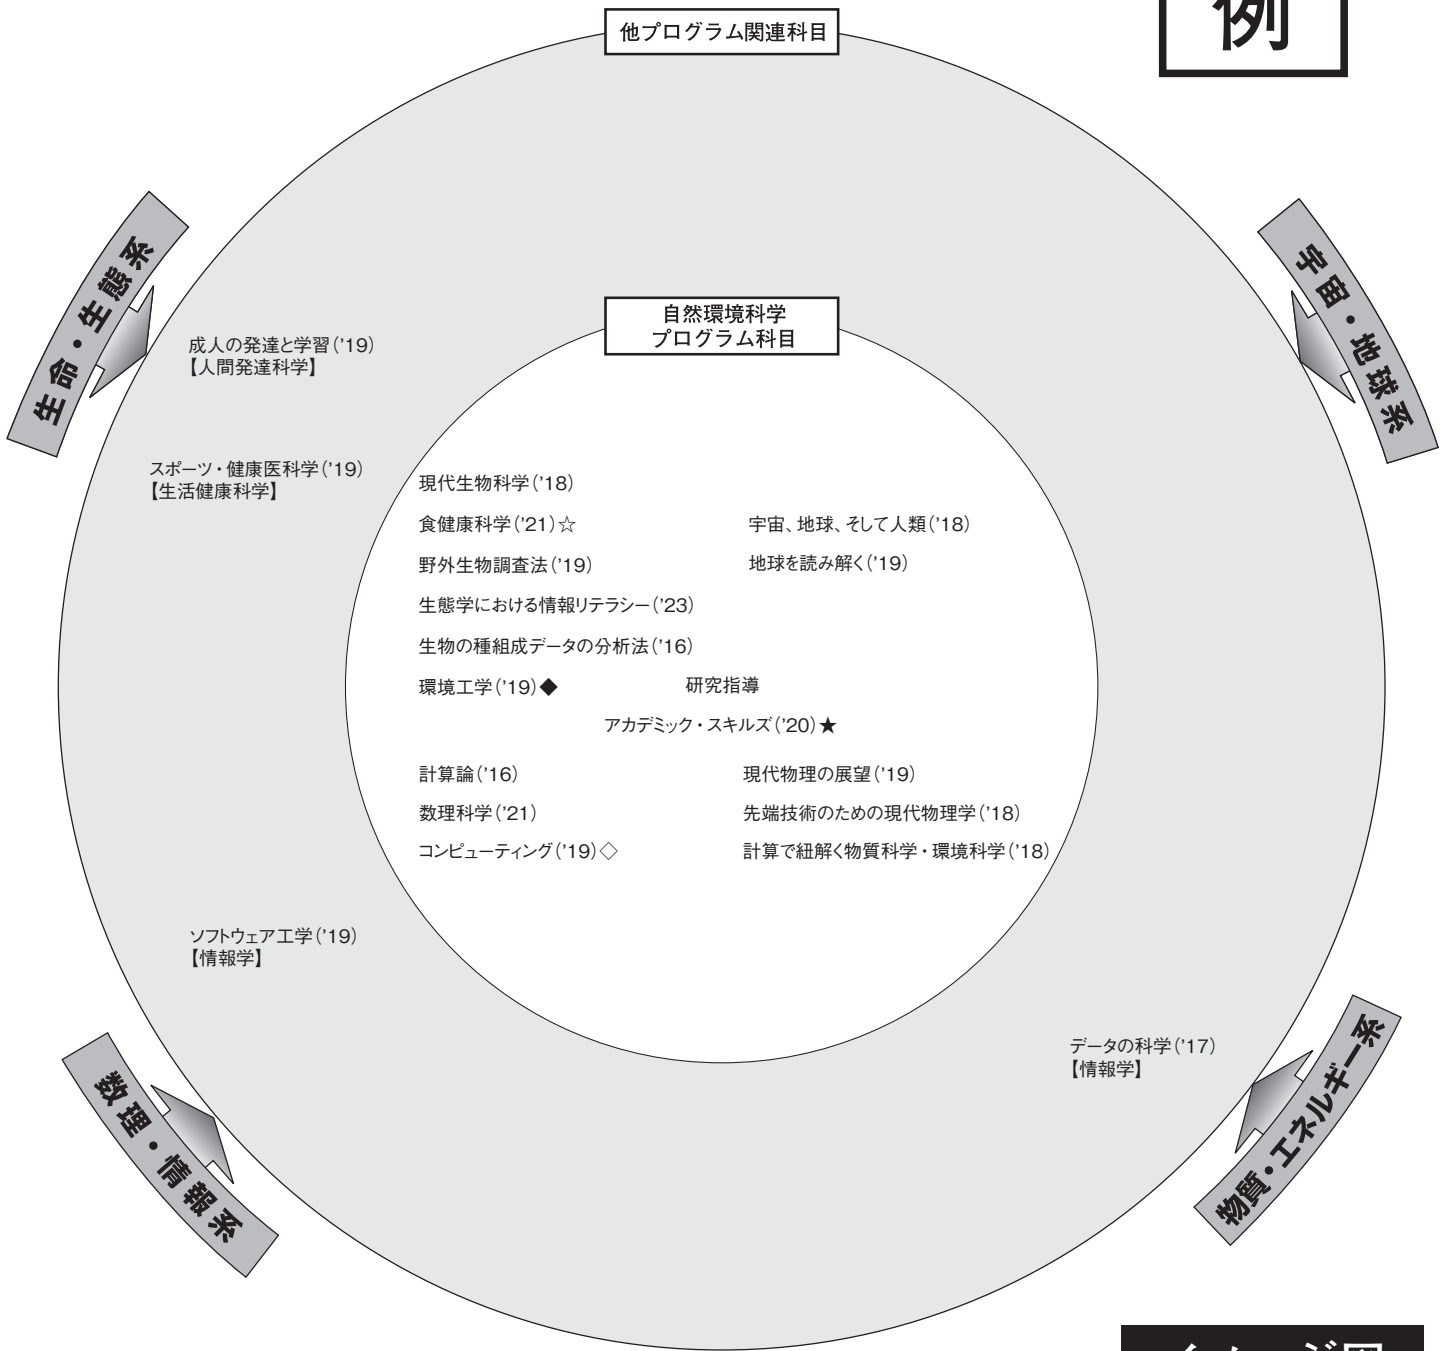 例
他プログラム関連科目
生命・生態系
宇宙・地球系
自然環境科学
プログラム科目
成人の発達と学習('19)
【人間発達科学】
スポーツ・健康医科学('19)
【生活健康科学】
現代生物科学('18)
食健康科学('21)☆
宇宙、地球、そして人類('18)
野外生物調査法('19)
地球を読み解く('19)
生態学における情報リテラシー('23)
生物の種組成データの分析法('16)
環境工学('19)◆
研究指導
アカデミック・スキルズ('20)★
計算論('16)
現代物理の展望('19)
数理科学('21)
先端技術のための現代物理学('18)
コンピューティング('19)◇
計算で紐解く物質科学・環境科学('18)
ソフトウェア工学('19)
【情報学】
データの科学('17)
【情報学】
数理・情報系
物質・エネルギー系
イメージ図